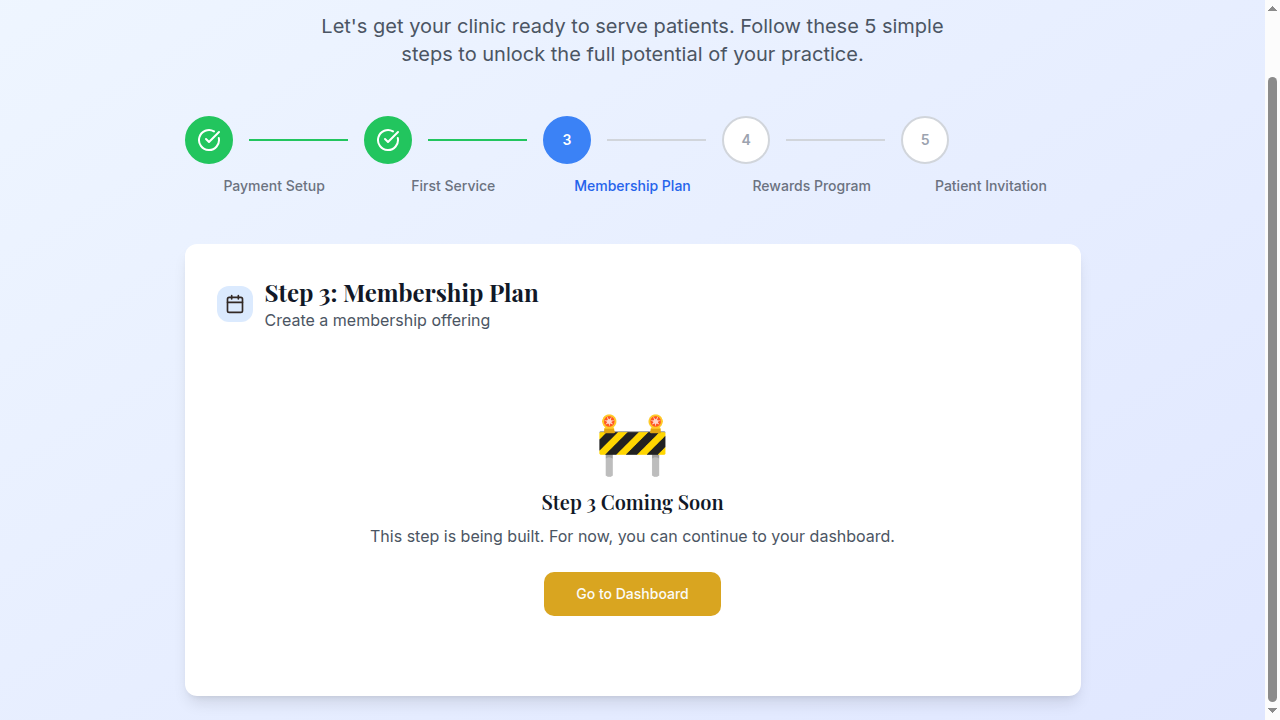 Let's get your clinic ready to serve patients. Follow these 5 simple
steps to unlock the full potential of your practice.
3
4
5
Payment Setup
First Service
Membership Plan
Rewards Program
Patient Invitation
Step 3: Membership Plan
Create a membership offering
Step 3 Coming Soon
This step is being built. For now, you can continue to your dashboard.
Go to Dashboard